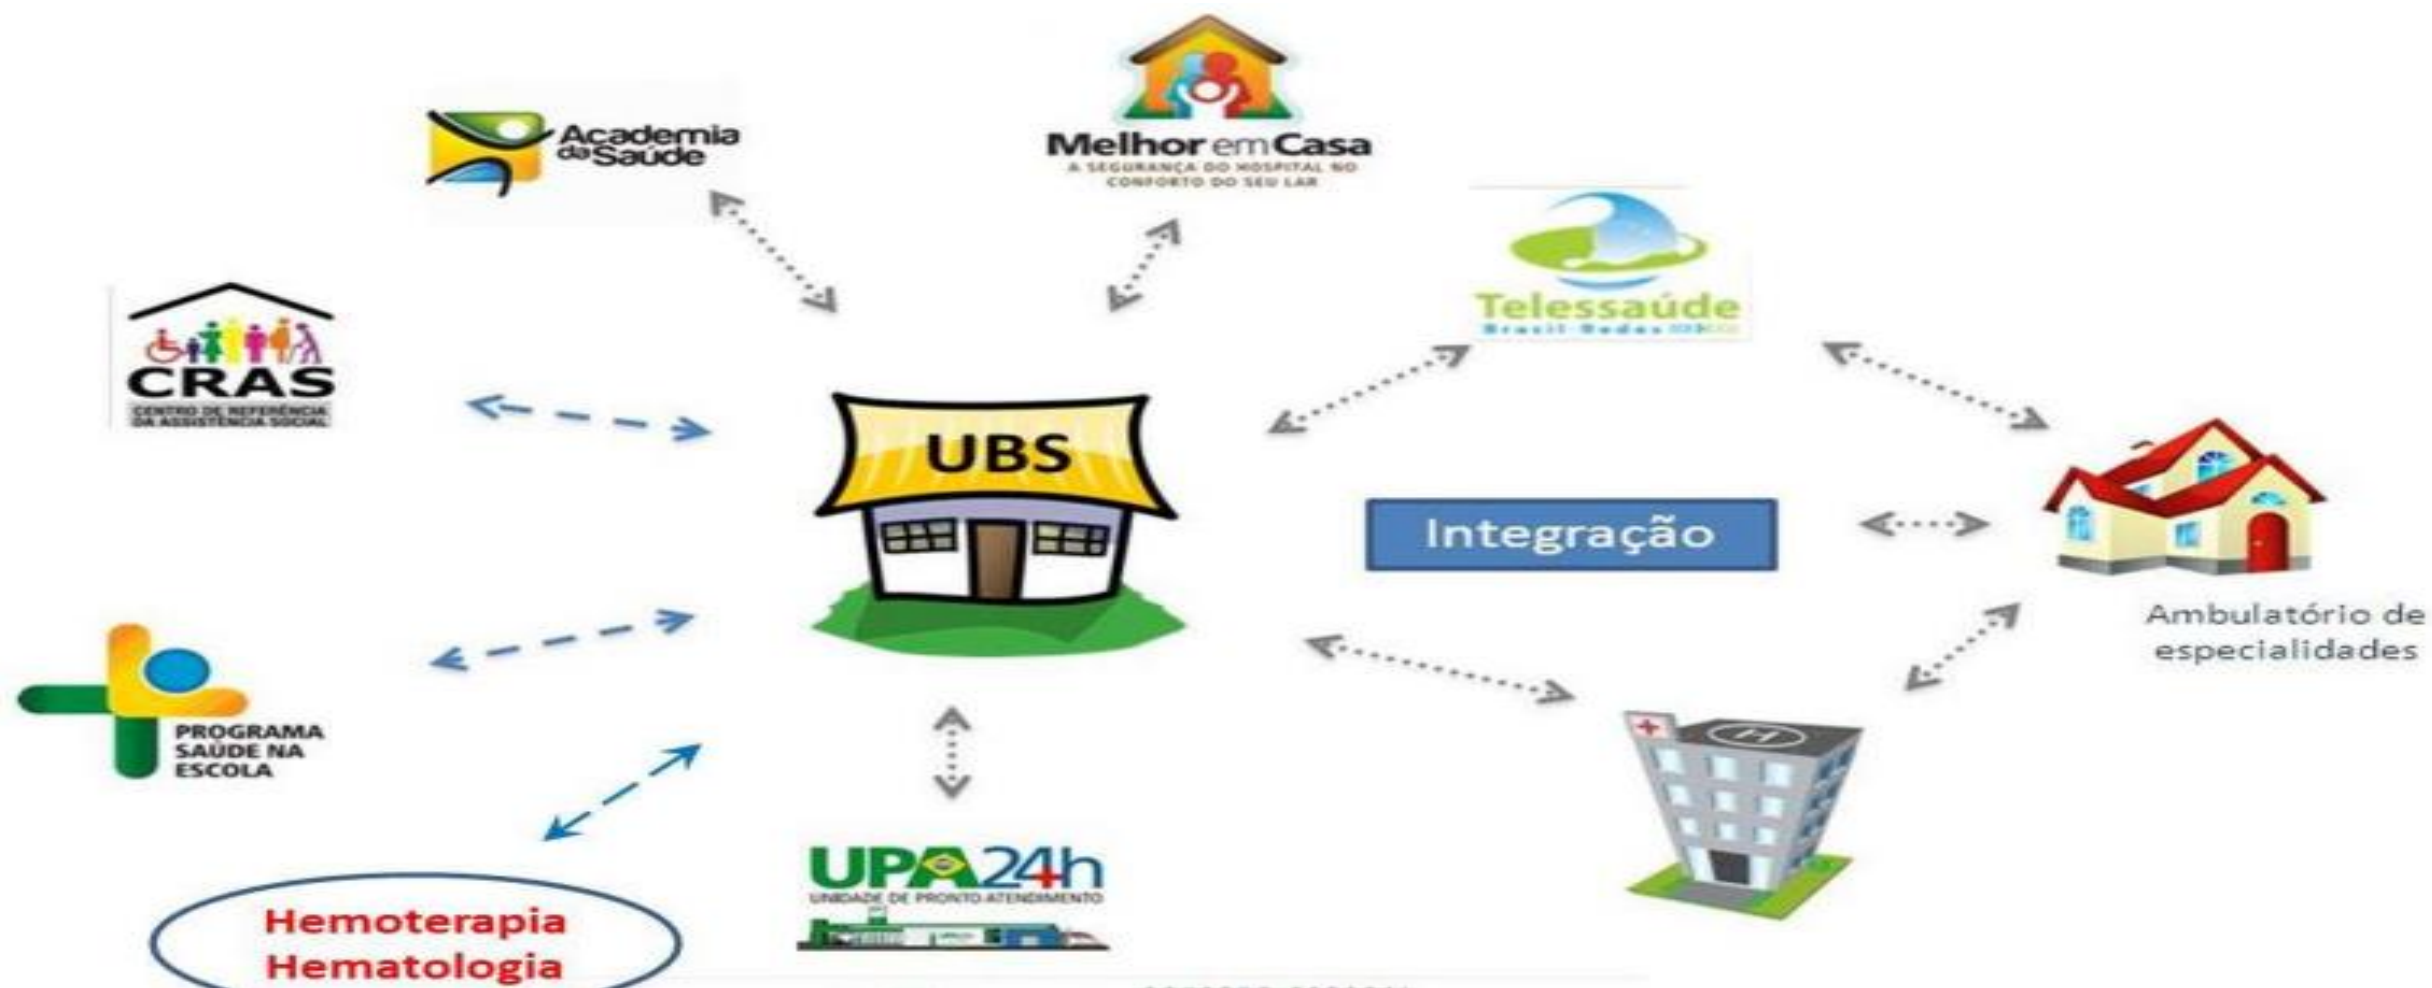 Academia
da Saúde
Melhor em Casa
A SEGURANÇA DO HOSPITAL NO
CONFORTO DO SEU LAR
Telessaúde
Brasil Redes
CRAS
CENTRO DE REFERÊNCIA
DA ASSISTÊNCIA SOCIAL
UBS
Integração
Ambulatório de
especialidades
PROGRAMA
SAÚDE NA
ESCOLA
H
UPA24h
UNIDADE DE PRONTO ATENDIMENTO
Hemoterapia
Hematologia